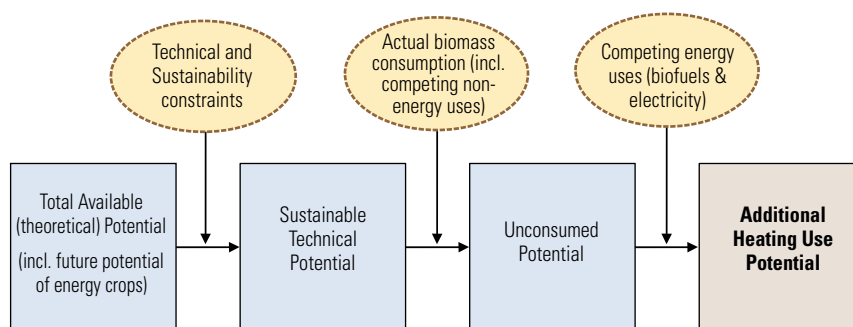 Technical and
Sustainability
constraints
Actual biomass
consumption (incl.
competing non-
energy uses)
Competing energy
uses (biofuels &
electricity)
Total Available
(theoretical) Potential
(incl. future potential
of energy crops)
Sustainable
Technical
Potential
Unconsumed
Potential
Additional
Heating Use
Potential